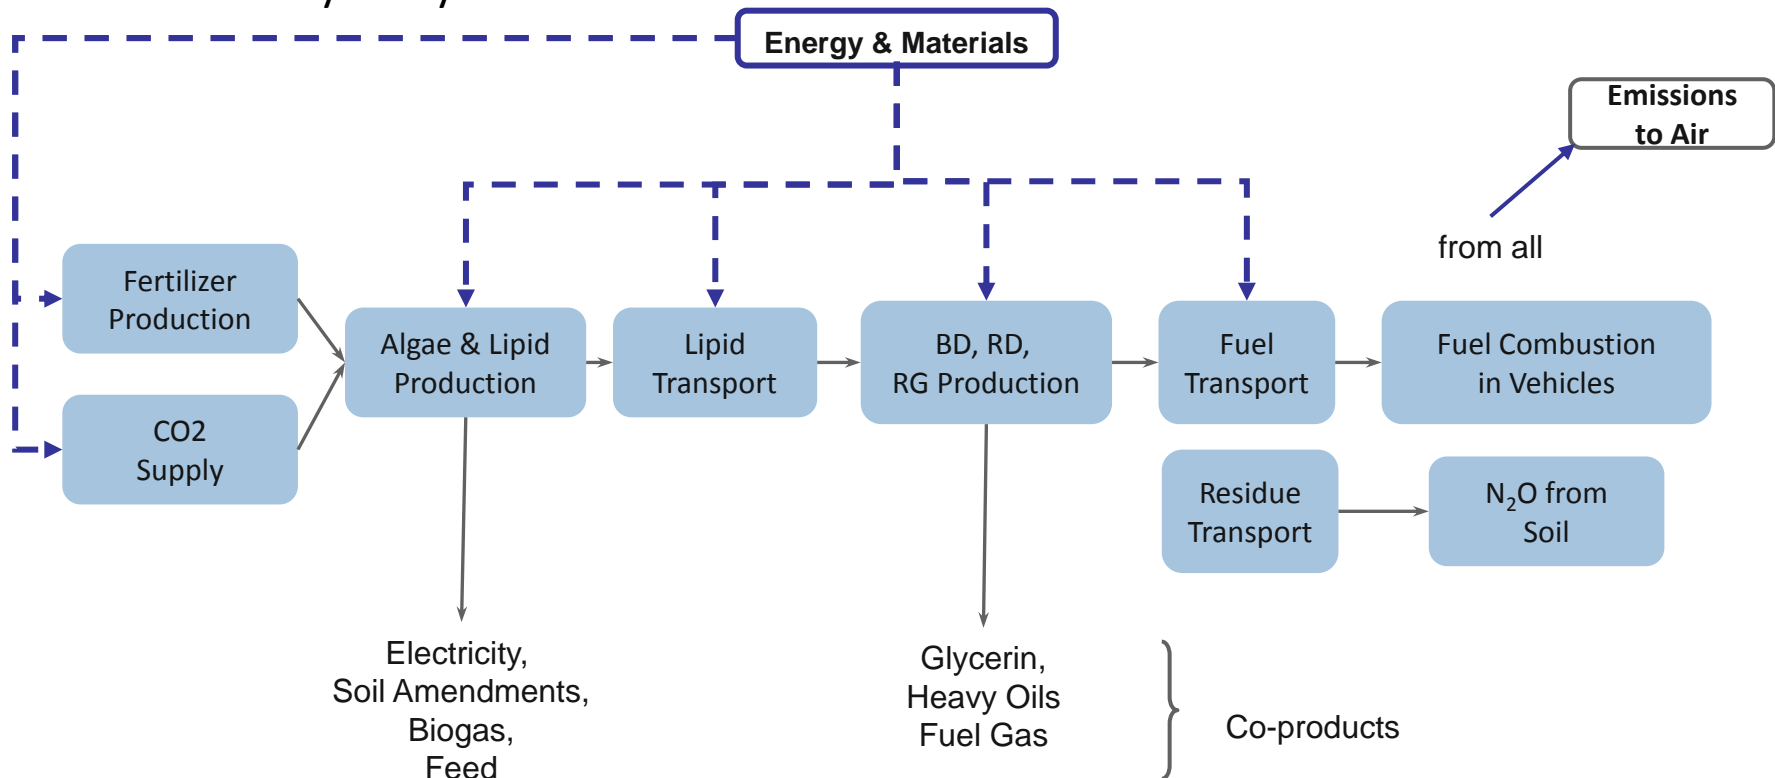 Energy & Materials
Emissions
to Air
from all
Fertilizer
Production
Algae & Lipid
Production
Lipid
Transport
BD, RD,
RG Production
Fuel
Transport
Fuel Combustion
in Vehicles
CO2
Supply
Residue
Transport
N₂O from
Soil
Electricity,
Soil Amendments,
Biogas,
Feed
Glycerin,
Heavy Oils
Fuel Gas
Co-products